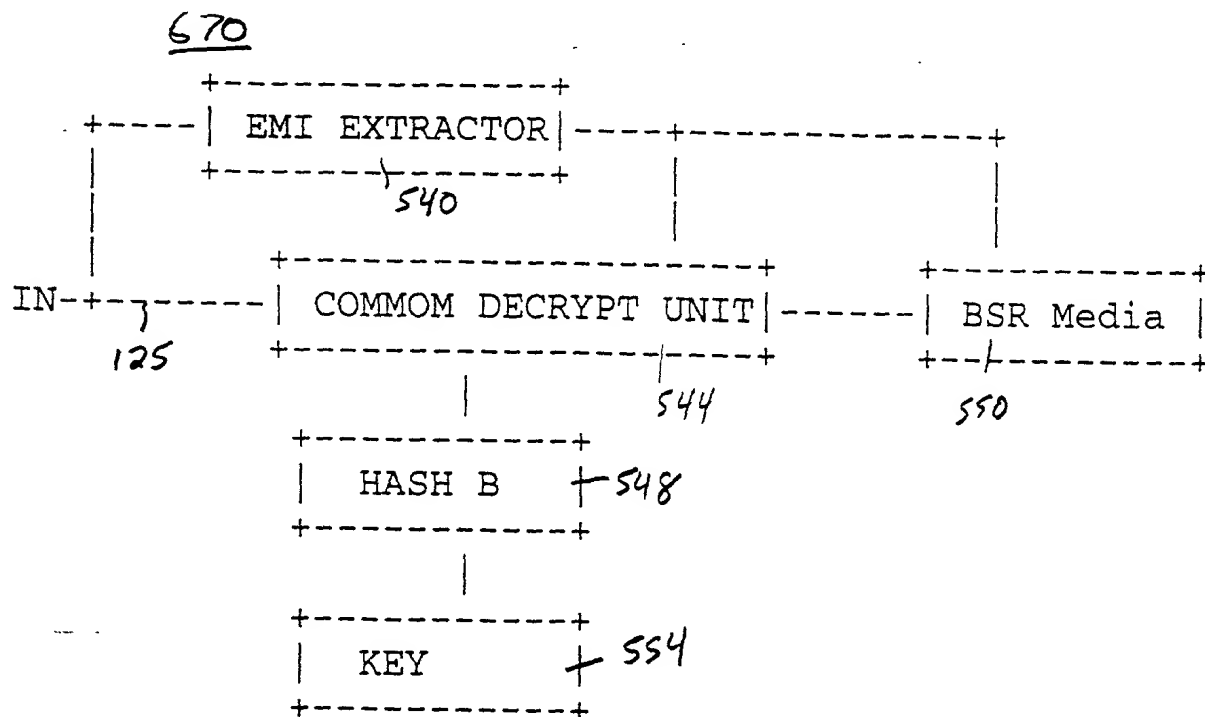 670
EMI EXTRACTOR
540
IN
COMMOM DECRYPT UNIT
BSR Media
125
544
550
HASH B
548
KEY
554